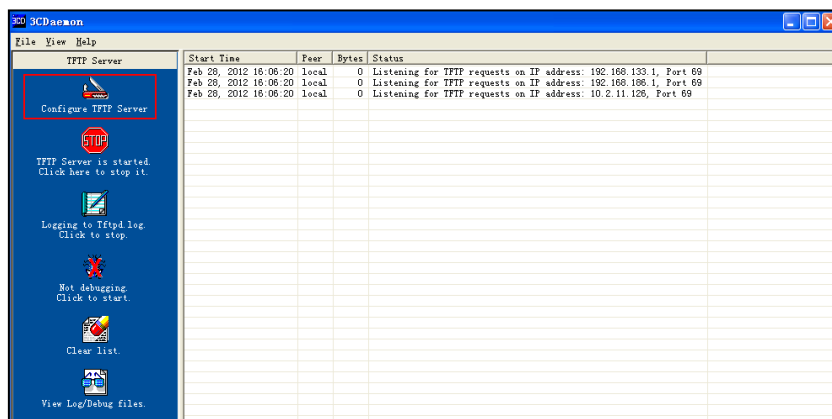 3CD 3CDaemon
File View Help
TFTP Server
Configure TFTP Server
STOP
TFTP Server is started.
Click here to stop it.
Logging to Tftpd.log.
Click to stop.
Not debugging.
Click to start.
Clear list.
View Log/Debug files.
Start Time Peer Bytes Status
Feb 28, 2012 16:06:20 local 0 Listening for TFTP requests on IP address: 192.168.133.1, Port 69
Feb 28, 2012 16:06:20 local 0 Listening for TFTP requests on IP address: 192.168.186.1, Port 69
Feb 28, 2012 16:06:20 local 0 Listening for TFTP requests on IP address: 10.2.11.126, Port 69